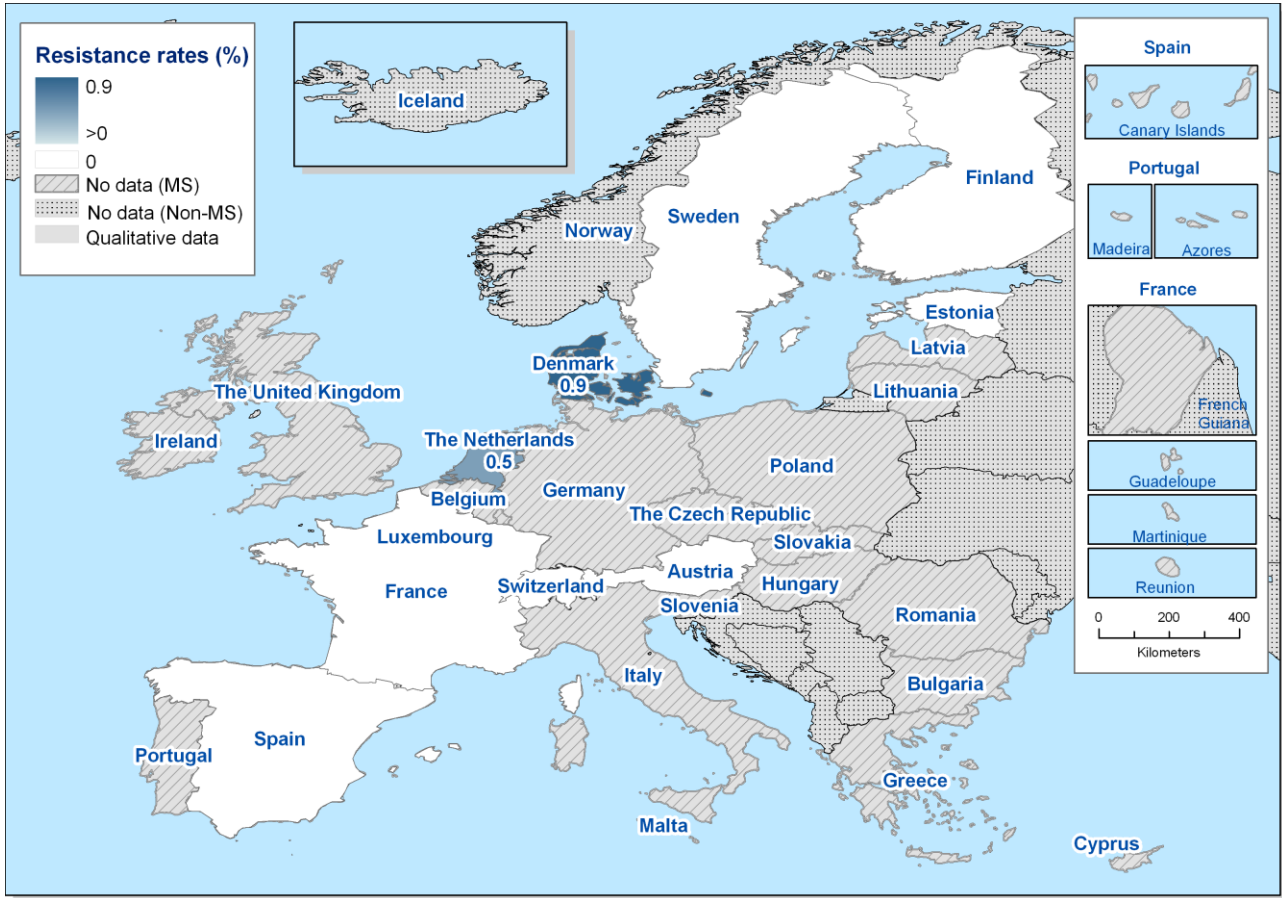 Resistance rates (%)
0.9
>0
0
No data (MS)
No data (Non-MS)
Qualitative data
Iceland
Spain
Canary Islands
Portugal
Madeira
Azores
France
French
Guiana
Guadeloupe
Martinique
Reunion
0 200 400
Kilometers
Finland
Sweden
Norway
Estonia
Latvia
Denmark
0.9
Lithuania
The United Kingdom
Ireland
The Netherlands
0.5
Poland
Germany
Belgium
The Czech Republic
Luxembourg
Slovakia
Austria
Hungary
Switzerland
France
Slovenia
Romania
Italy
Bulgaria
Spain
Portugal
Greece
Malta
Cyprus